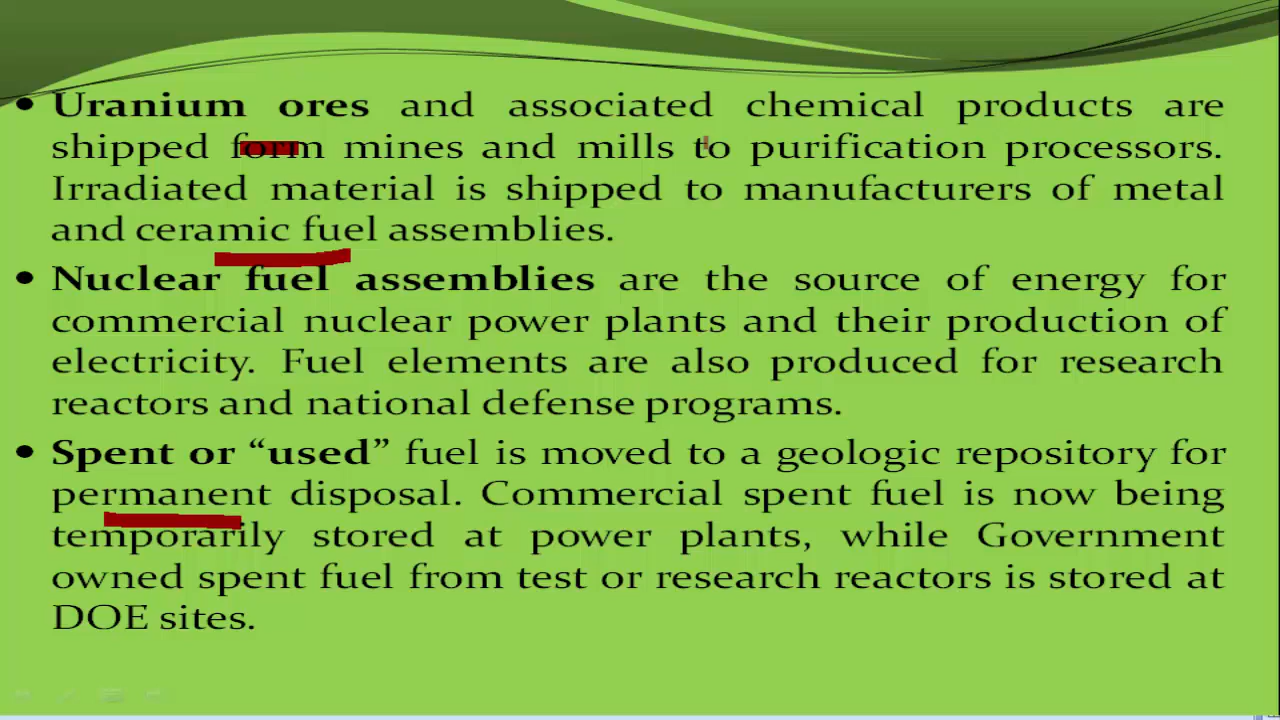 • Uranium ores and associated chemical products are
shipped form mines and mills to purification processors.
Irradiated material is shipped to manufacturers of metal
and ceramic fuel assemblies.
• Nuclear fuel assemblies are the source of energy for
commercial nuclear power plants and their production of
electricity. Fuel elements are also produced for research
reactors and national defense programs.
• Spent or “used” fuel is moved to a geologic repository for
permanent disposal. Commercial spent fuel is now being
temporarily stored at power plants, while Government
owned spent fuel from test or research reactors is stored at
DOE sites.